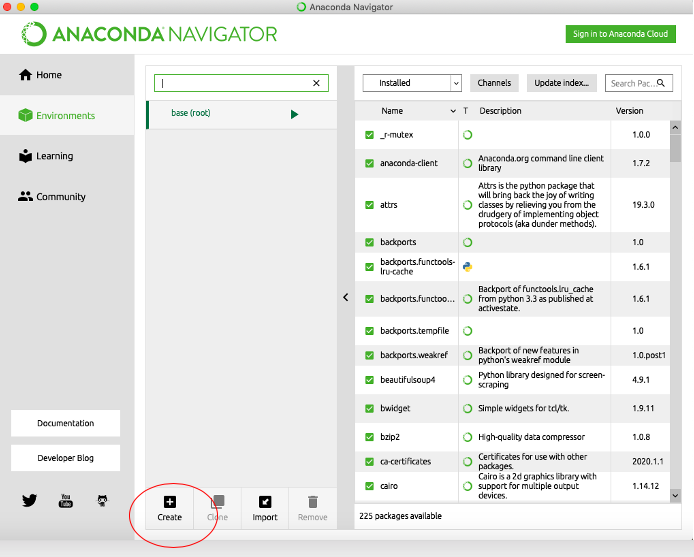 Anaconda Navigator
ANACONDA NAVIGATOR
Sign in to Anaconda Cloud
Home
Environments
Learning
Community
Documentation
Developer Blog
You
Tube
base (root)
Create
Clone
Import
Remove
Installed
Channels
Update index...
Search Pac...
Name
T
Description
Version
_r-mutex
1.0.0
anaconda-client
Anaconda.org command line client
library
1.7.2
attrs
Attrs is the python package that
will bring back the joy of writing
classes by relieving you from the
drudgery of implementing object
protocols (aka dunder methods).
19.3.0
backports
1.0
backports.functools-
lru-cache
1.6.1
backports.functoo...
Backport of functools.lru_cache
from python 3.3 as published at
activestate.
1.6.1
backports.tempfile
1.0
backports.weakref
Backport of new features in
python's weakref module
1.0.post1
beautifulsoup4
Python library designed for screen-
scraping
4.9.1
bwidget
Simple widgets for tcl/tk.
1.9.11
bzip2
High-quality data compressor
1.0.8
ca-certificates
Certificates for use with other
packages.
2020.1.1
cairo
Cairo is a 2d graphics library with
support for multiple output
devices.
1.14.12
225 packages available